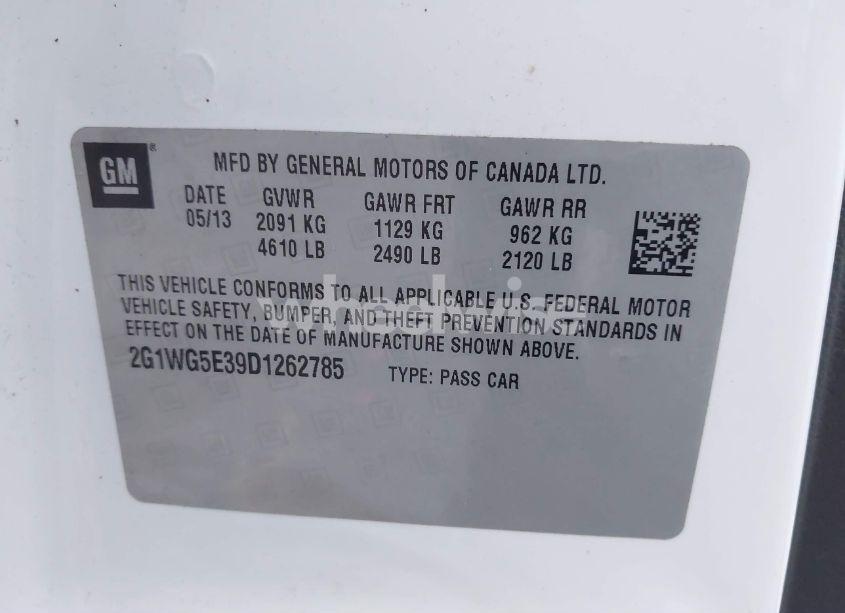 GM®
MFD BY GENERAL MOTORS OF CANADA LTD.
DATE GVWR GAWR FRT GAWR RR
05/13 2091 KG 1129 KG 962 KG
4610 LB 2490 LB 2120 LB
THIS VEHICLE CONFORMS TO ALL APPLICABLE U.S. FEDERAL MOTOR
VEHICLE SAFETY, BUMPER, AND THEFT PREVENTION STANDARDS IN
EFFECT ON THE DATE OF MANUFACTURE SHOWN ABOVE.
2G1WG5E39D1262785 TYPE: PASS CAR